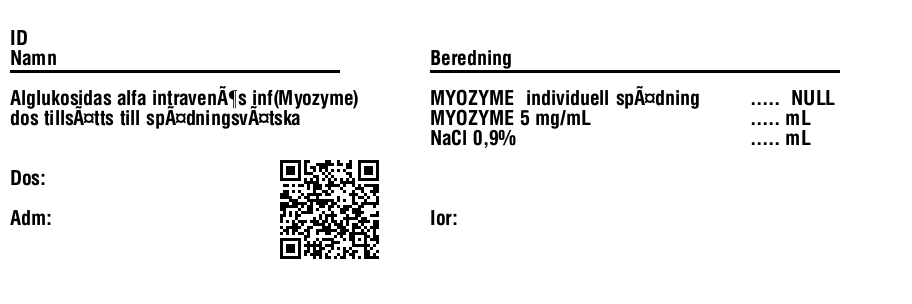 ID
Namn
Alglukosidas alfa intravenÃ¶s inf(Myozyme)
dos tillsÃ¤tts till spÃ¤dningsvÃ¤tska
Dos:
Adm:
Beredning
MYOZYME individuell spÃ¤dning ..... NULL
MYOZYME 5 mg/mL ..... mL
NaCl 0,9% ..... mL
Ior: